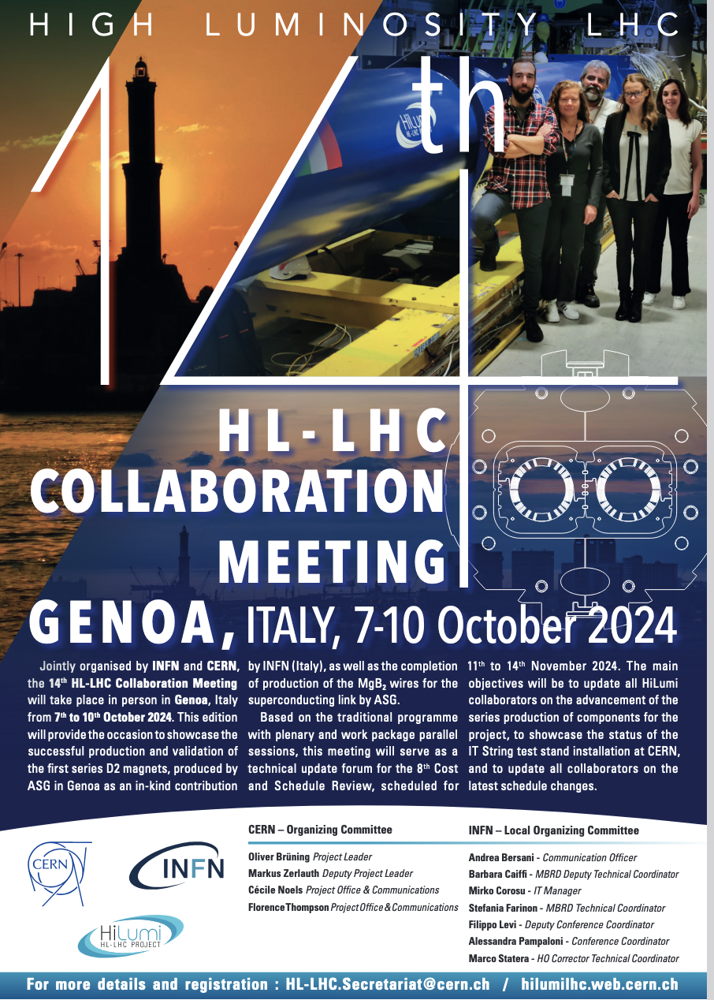 HIGH LUMINOSITY LHC
14th
HiLumi
HL-LHC
HL-LHC
COLLABORATION
MEETING
GENOA, ITALY, 7-10 October 2024
Jointly organised by INFN and CERN,
the 14th HL-LHC Collaboration Meeting
will take place in person in Genoa, Italy
from 7th to 10th October 2024. This edition
will provide the occasion to showcase the
successful production and validation of
the first series D2 magnets, produced by
ASG in Genoa as an in-kind contribution
by INFN (Italy), as well as the completion
of production of the MgB₂ wires for the
superconducting link by ASG.
Based on the traditional programme
with plenary and work package parallel
sessions, this meeting will serve as a
technical update forum for the 8th Cost
and Schedule Review, scheduled for
11th to 14th November 2024. The main
objectives will be to update all HiLumi
collaborators on the advancement of the
series production of components for the
project, to showcase the status of the
IT String test stand installation at CERN,
and to update all collaborators on the
latest schedule changes.
CERN
INFN
HiLumi
HL-LHC PROJECT
CERN – Organizing Committee
Oliver Brüning Project Leader
Markus Zerlauth Deputy Project Leader
Cécile Noels Project Office & Communications
Florence Thompson Project Office & Communications
INFN – Local Organizing Committee
Andrea Bersani - Communication Officer
Barbara Caiffi - MBRD Deputy Technical Coordinator
Mirko Corosu - IT Manager
Stefania Farinon - MBRD Technical Coordinator
Filippo Levi - Deputy Conference Coordinator
Alessandra Pampaloni - Conference Coordinator
Marco Statera - HO Corrector Technical Coordinator
For more details and registration : HL-LHC.Secretariat@cern.ch / hilumilhc.web.cern.ch